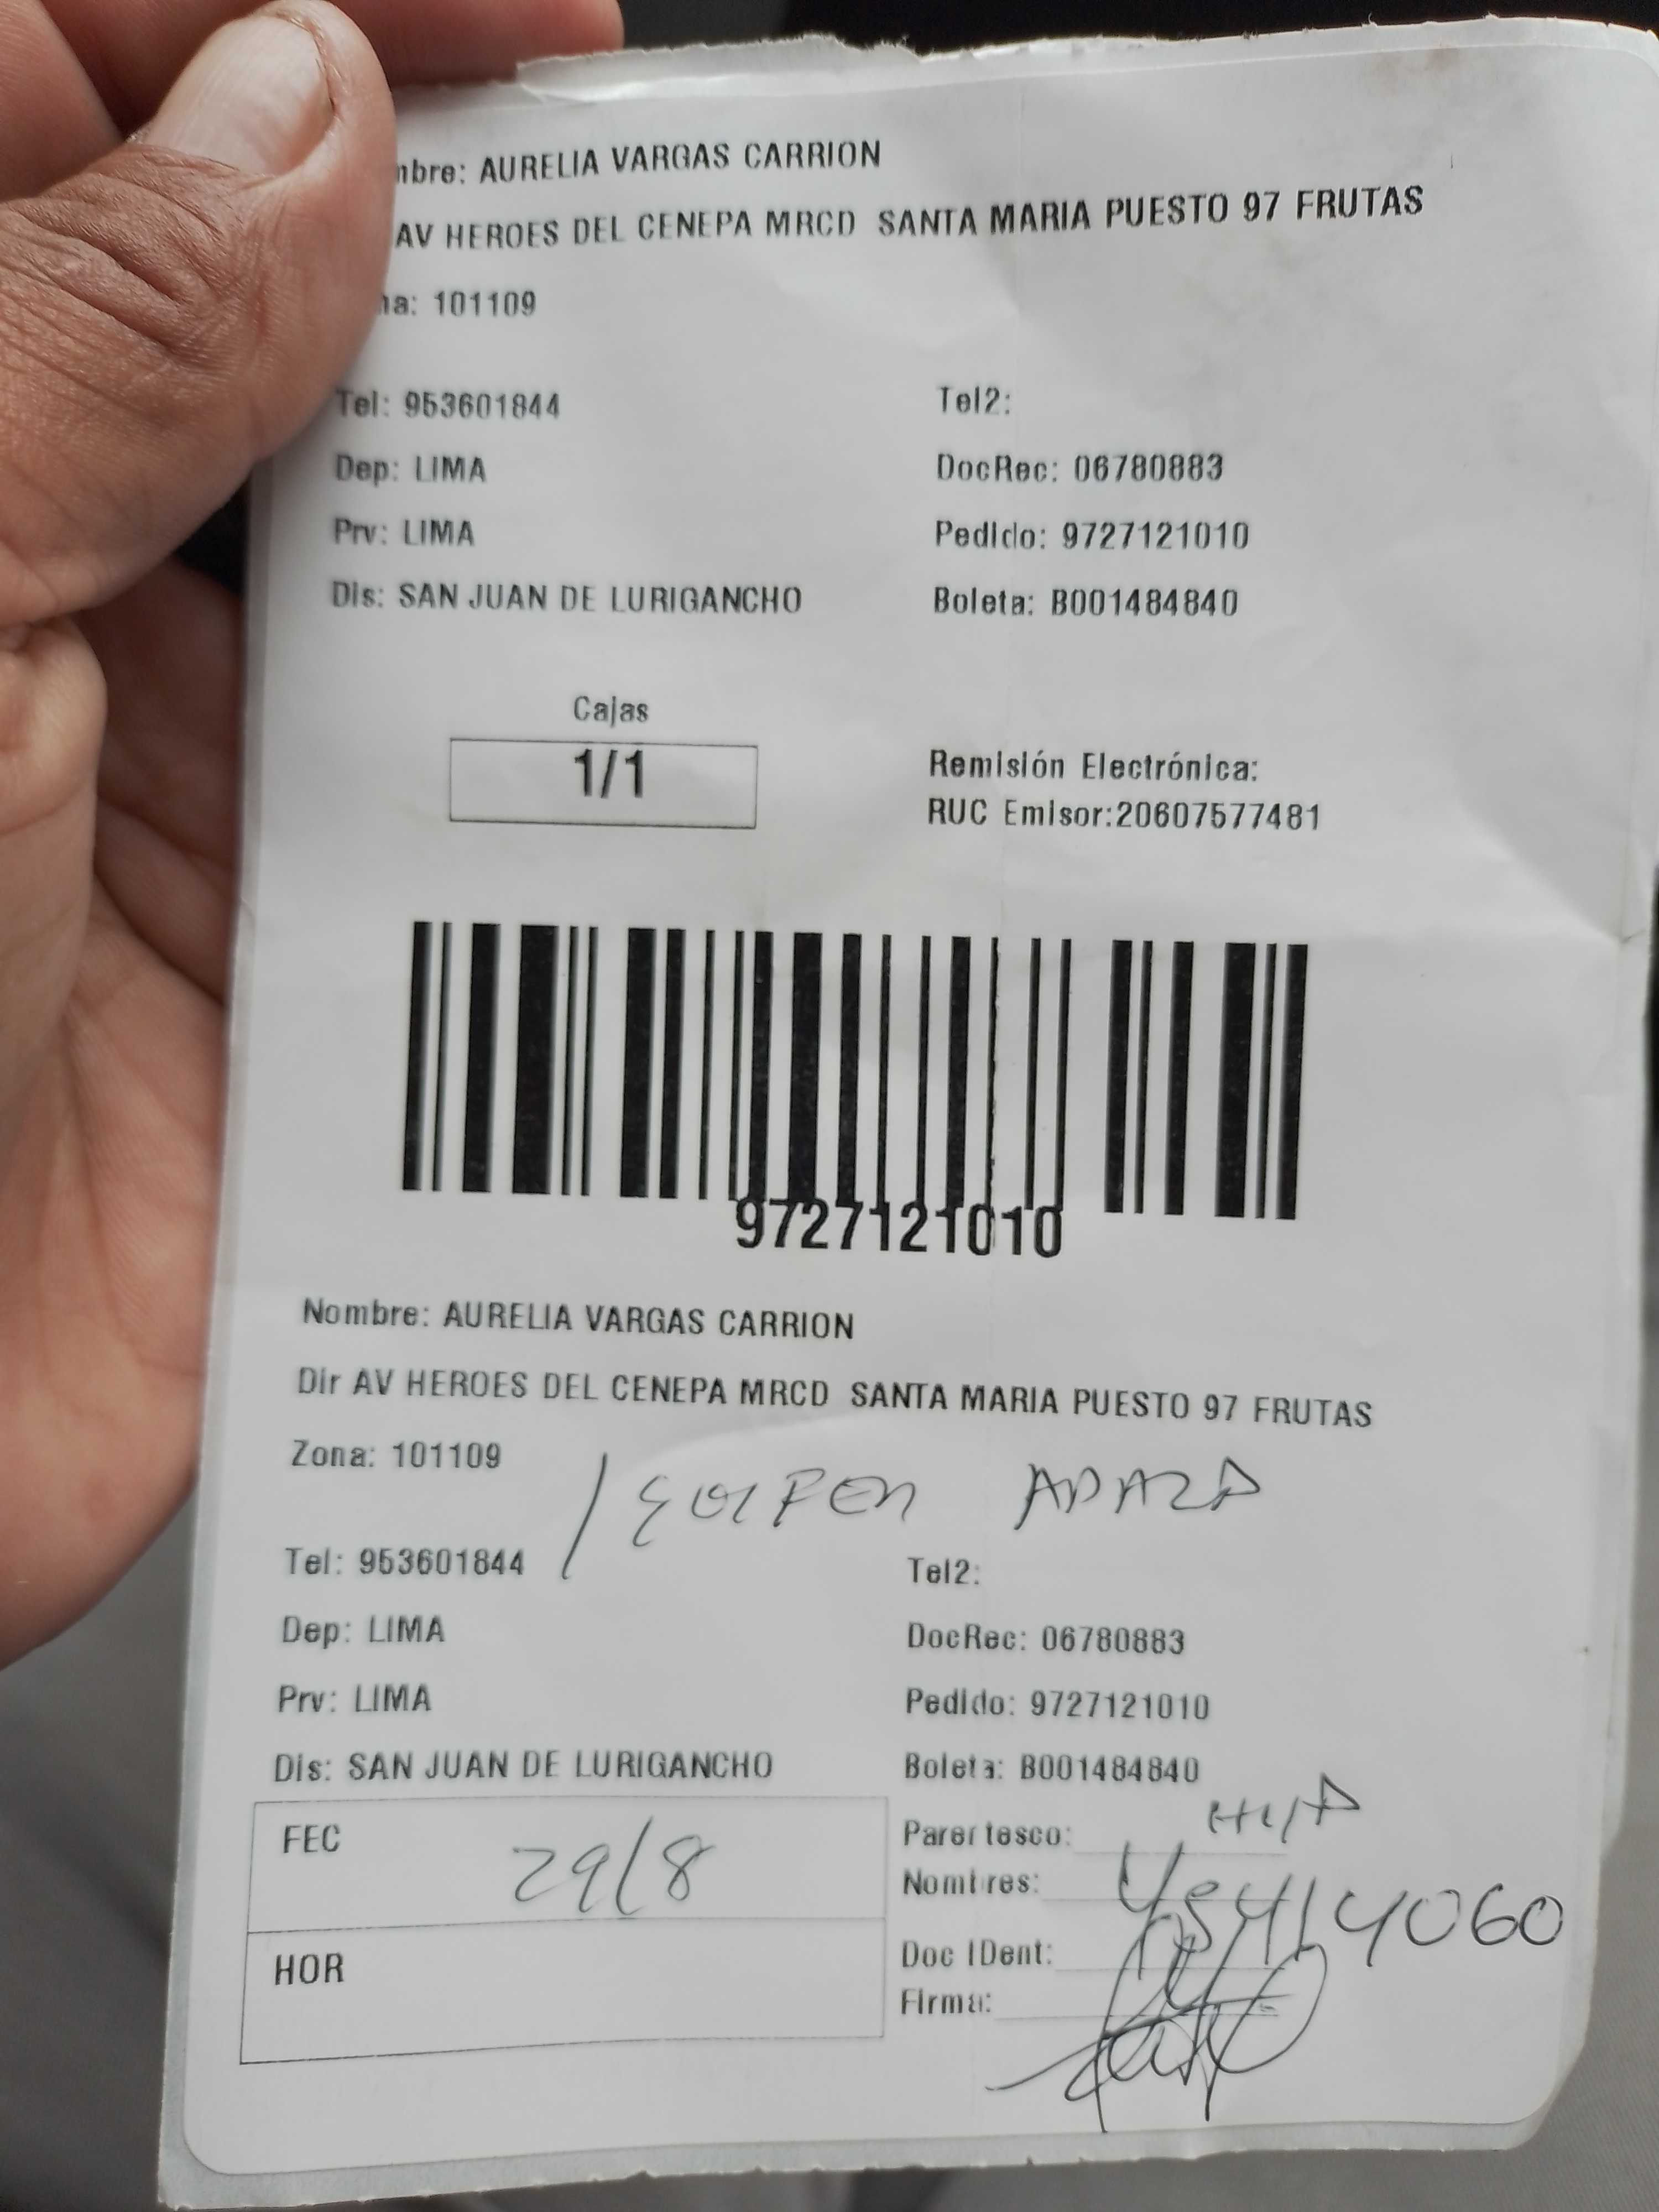 mbre: AURELIA VARGAS CARRION
AV HEROES DEL CENEPA MRCD SANTA MARIA PUESTO 97 FRUTAS
na: 101109
Tel: 953601844
Tel2:
Dep: LIMA
DocRec: 06780883
Prv: LIMA
Pedido: 9727121010
Dis: SAN JUAN DE LURIGANCHO
Boleta: B001484840
Cajas
1/1
Remisión Electrónica:
RUC Emisor:20607577481
9727121010
Nombre: AURELIA VARGAS CARRION
Dir AV HEROES DEL CENEPA MRCD SANTA MARIA PUESTO 97 FRUTAS
Zona: 101109
Tel: 953601844
Tel2:
Dep: LIMA
DocRec: 06780883
Prv: LIMA
Pedido: 9727121010
Dis: SAN JUAN DE LURIGANCHO
Boleta: B001484840
FEC 29/8
Parentesco: HIJA
Nombres:
Doc IDent:
HOR
Firma: